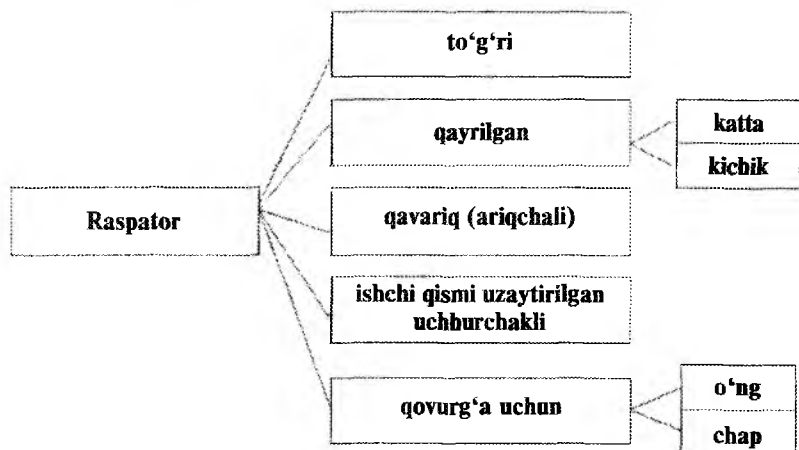 to‘g‘ri
qayrilgan
katta
kichik
Raspator
qavariq (ariqchali)
ishchi qismi uzaytirilgan
uchburchakli
qovurg‘a uchun
o‘ng
chap